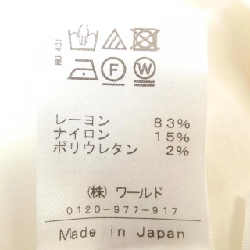 レーヨン 83%
ナイロン 15%
ポリウレタン 2%
(株) ワールド
0120-977-917
Made in Japan